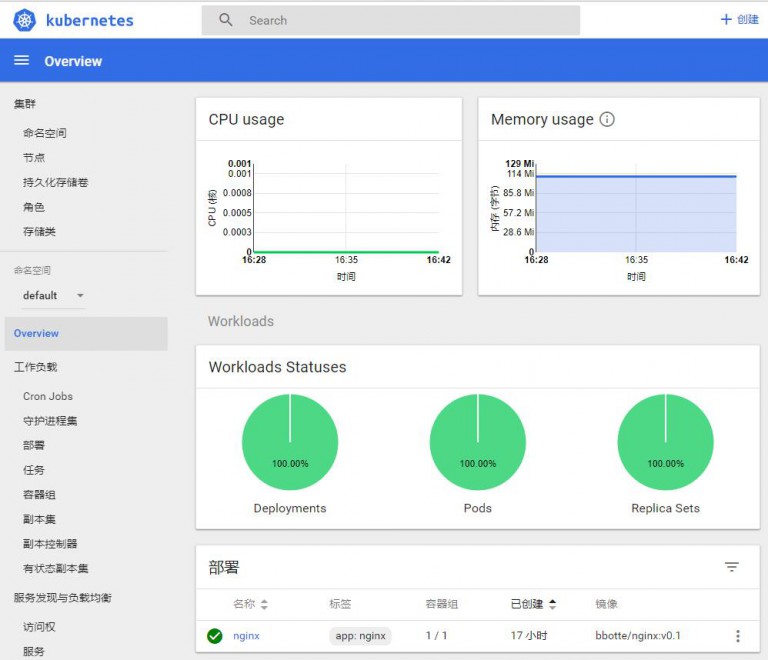 kubernetes
Search
+ 创建
Overview
集群
命名空间
节点
持久化存储卷
角色
存储类
命名空间
default
Overview
工作负载
Cron Jobs
守护进程集
部署
任务
容器组
副本集
副本控制器
有状态副本集
服务发现与负载均衡
访问权
服务
CPU usage
CPU (核)
0.001
0.001
0.0008
0.0005
0.0003
0
16:28 16:35 16:42
时间
Memory usage
内存 (字节)
129 Mi
114 Mi
85.8 Mi
57.2 Mi
28.6 Mi
0
16:28 16:35 16:42
时间
Workloads
Workloads Statuses
100.00% 100.00% 100.00%
Deployments Pods Replica Sets
部署
名称 标签 容器组 已创建 镜像
nginx app: nginx 1 / 1 17 小时 bbotte/nginx:v0.1